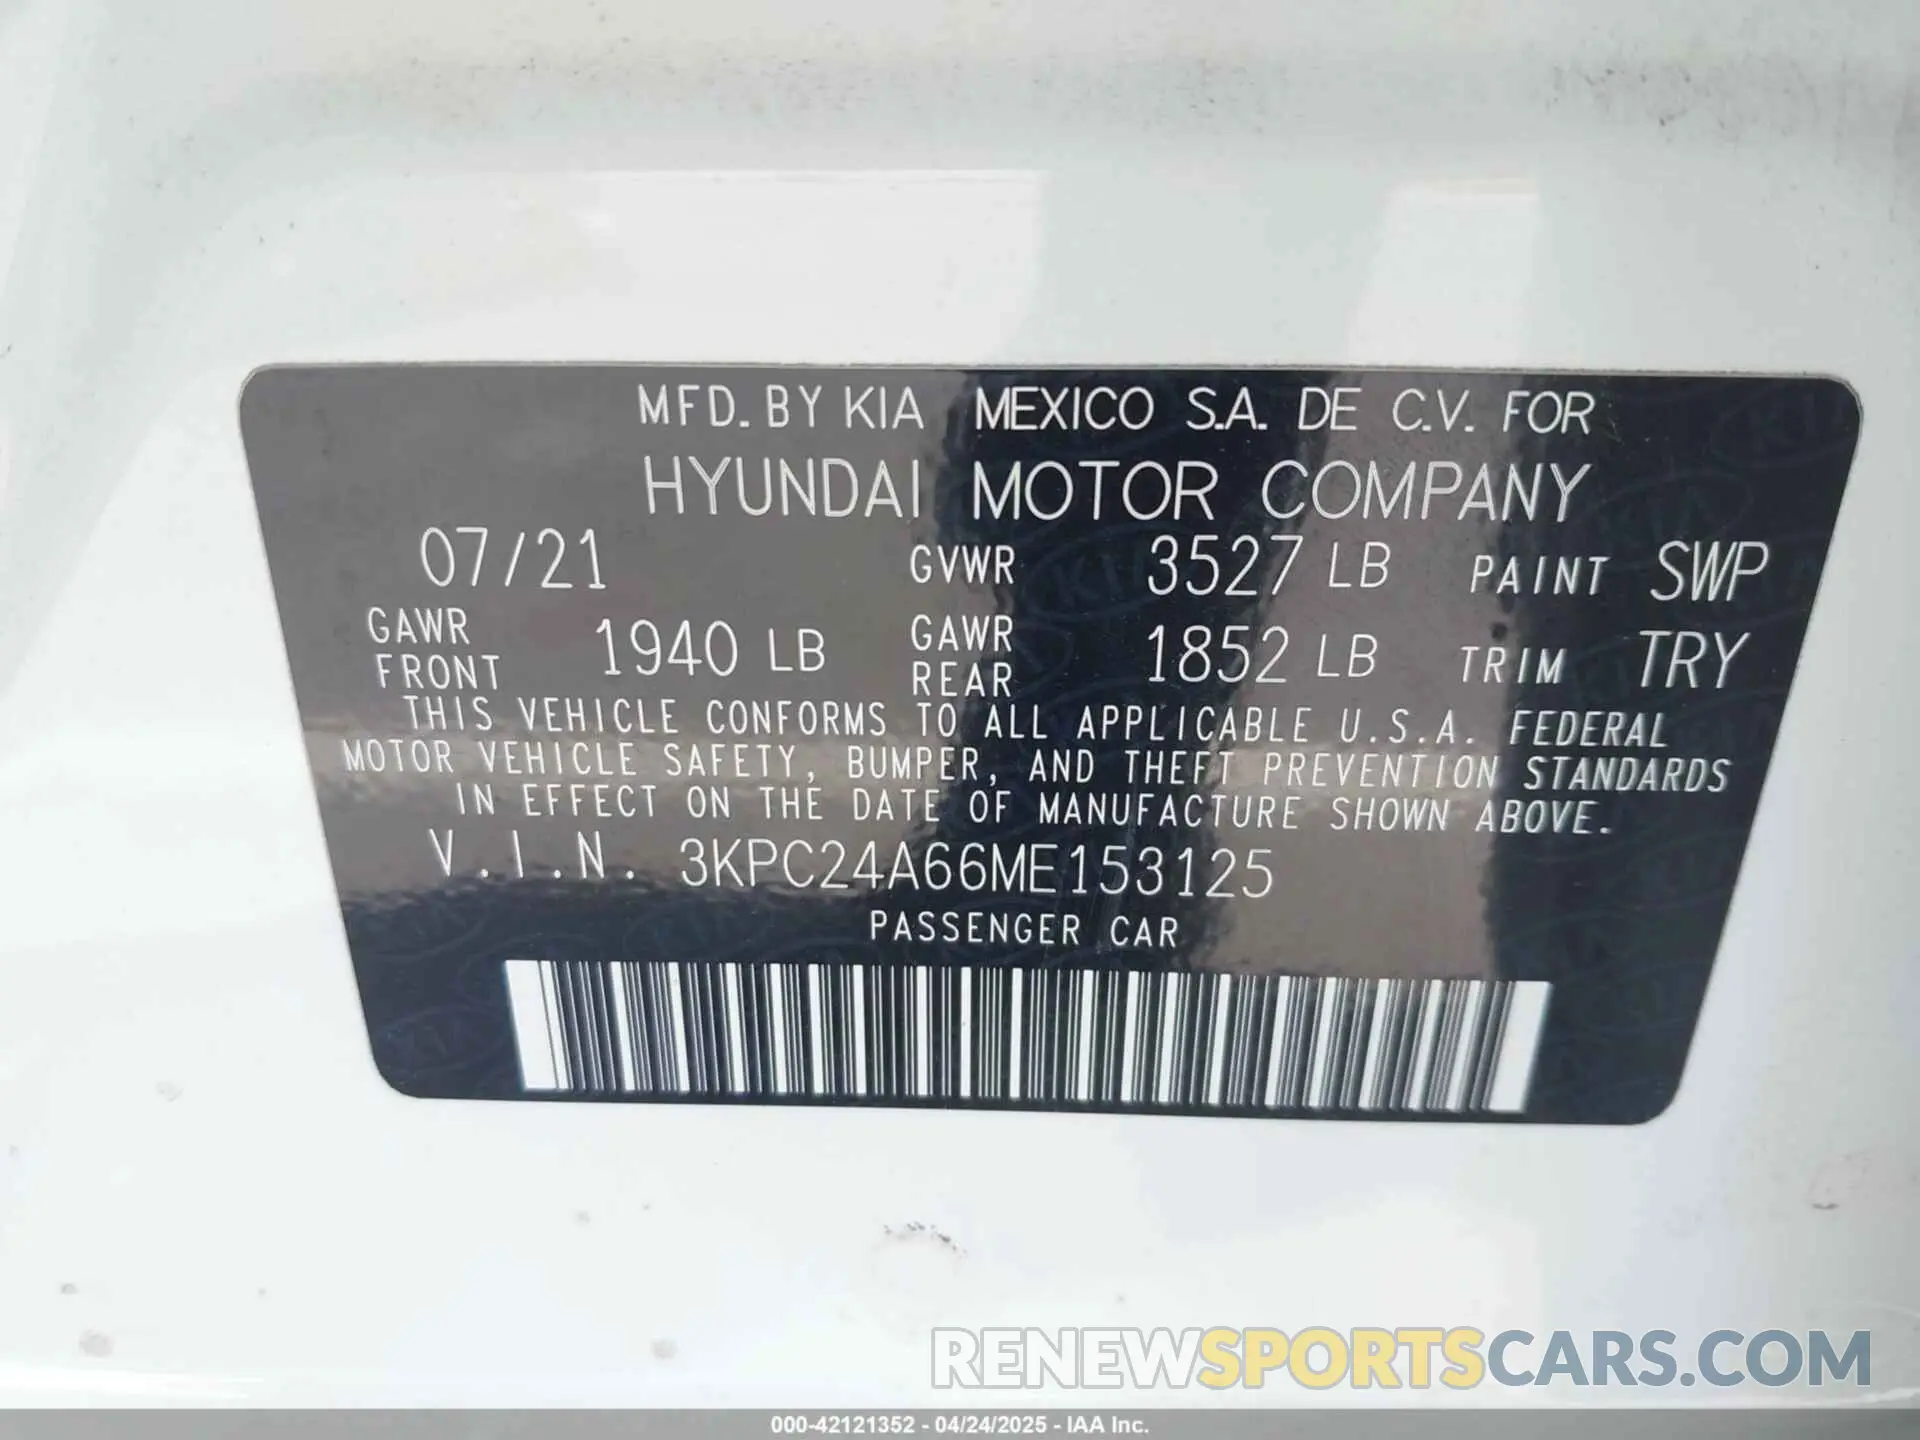 MFD. BY KIA MEXICO S.A. DE C.V. FOR
HYUNDAI MOTOR COMPANY
07/21 GVWR 3527 LB PAINT SWP
GAWR FRONT 1940 LB GAWR REAR 1852 LB TRIM TRY
THIS VEHICLE CONFORMS TO ALL APPLICABLE U.S.A. FEDERAL
MOTOR VEHICLE SAFETY, BUMPER, AND THEFT PREVENTION STANDARDS
IN EFFECT ON THE DATE OF MANUFACTURE SHOWN ABOVE.
V.I.N. 3KPC24A66ME153125
PASSENGER CAR
RENEWSPORTSCARS.COM
000-42121352 - 04/24/2025 - IAA Inc.